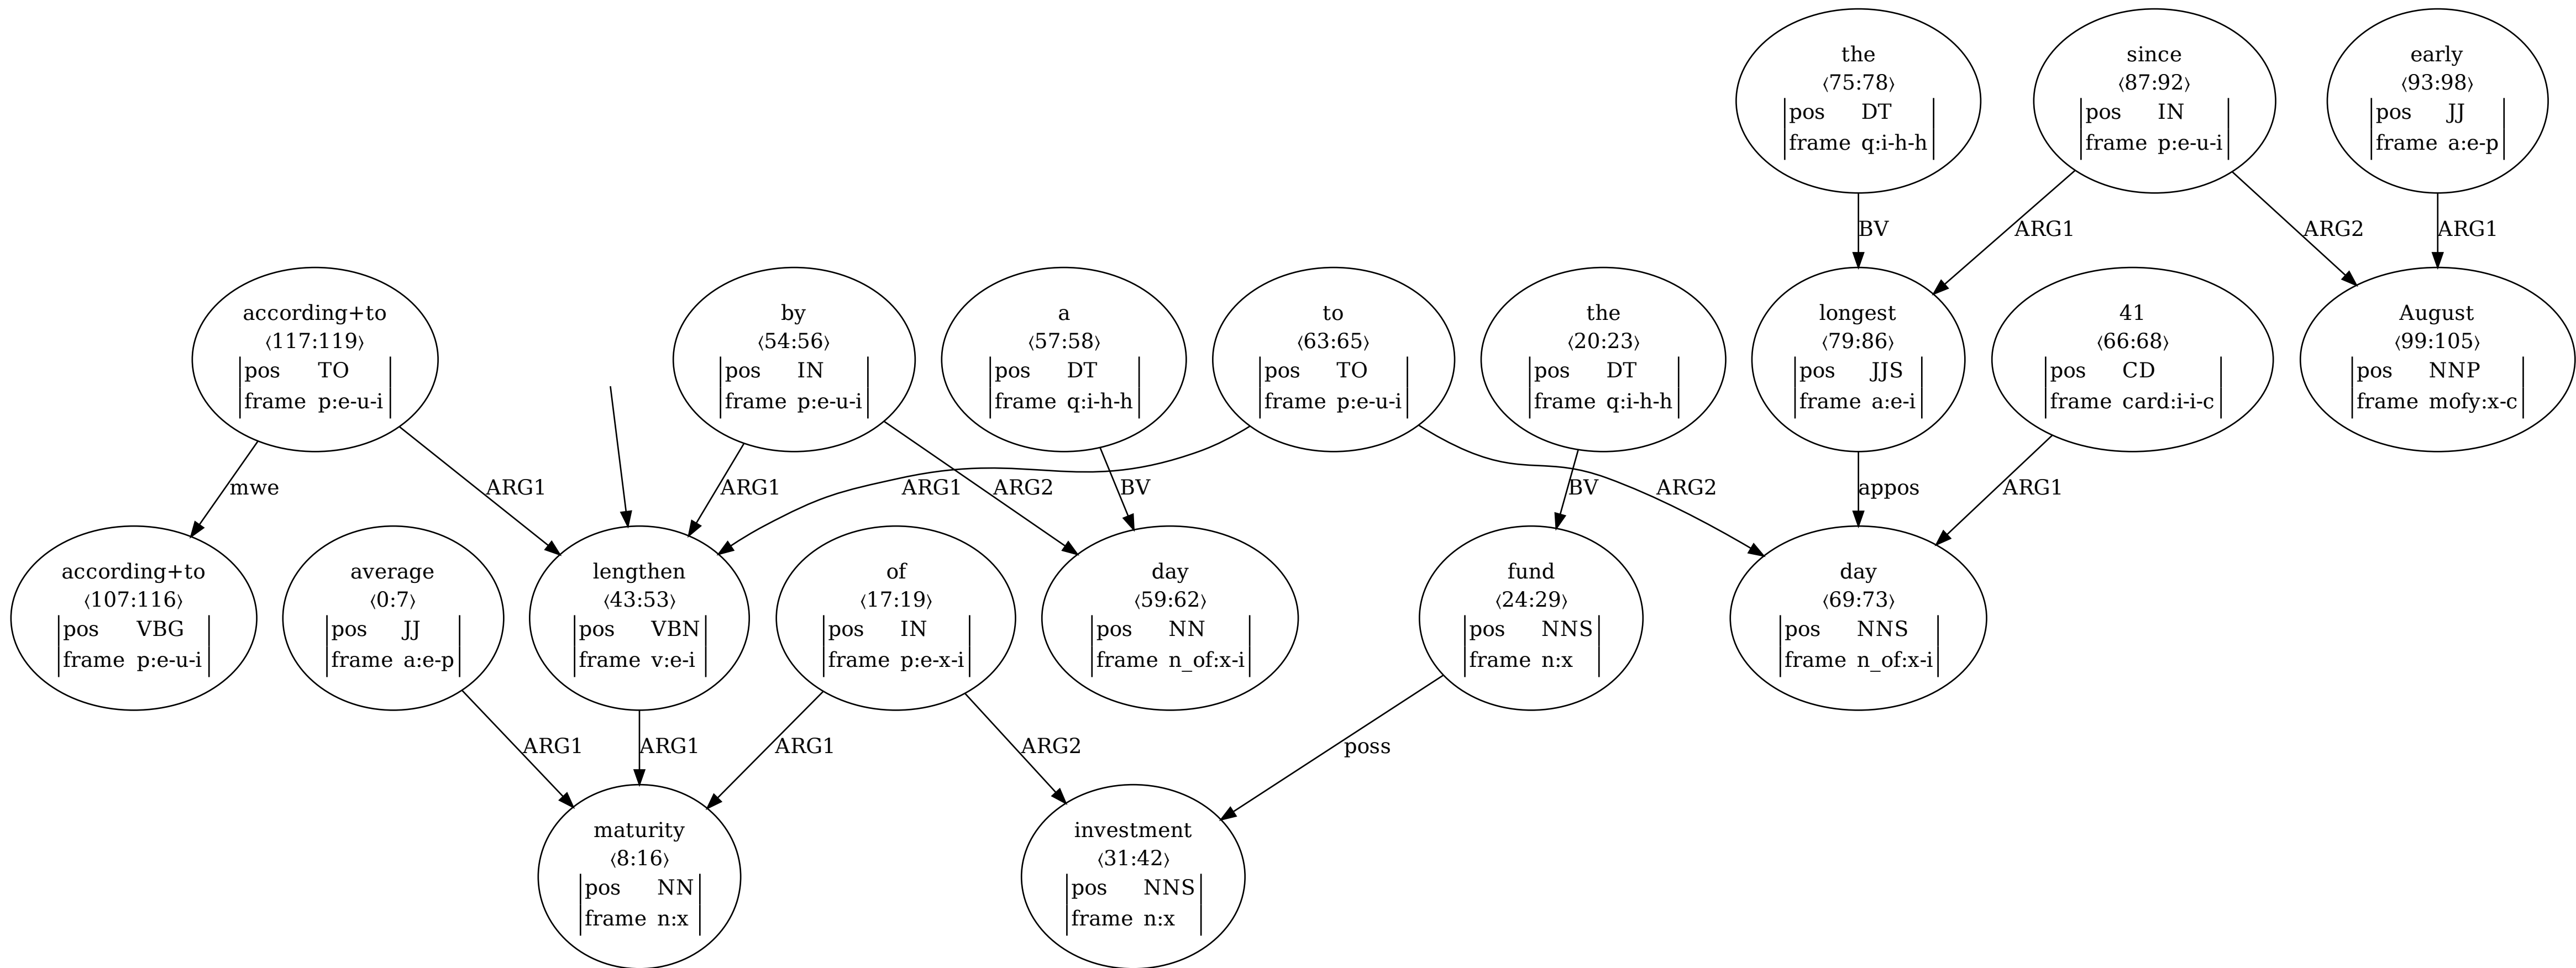 the
⟨75:78⟩
pos DT
frame q:i-h-h
since
⟨87:92⟩
pos IN
frame p:e-u-i
early
⟨93:98⟩
pos JJ
frame a:e-p
BV
ARG1
ARG2
ARG1
according+to
⟨117:119⟩
pos TO
frame p:e-u-i
by
⟨54:56⟩
pos IN
frame p:e-u-i
a
⟨57:58⟩
pos DT
frame q:i-h-h
to
⟨63:65⟩
pos TO
frame p:e-u-i
the
⟨20:23⟩
pos DT
frame q:i-h-h
longest
⟨79:86⟩
pos JJS
frame a:e-i
41
⟨66:68⟩
pos CD
frame card:i-i-c
August
⟨99:105⟩
pos NNP
frame mofy:x-c
mwe
ARG1
ARG1
ARG1
ARG2
BV
BV
ARG2
appos
ARG1
according+to
⟨107:116⟩
pos VBG
frame p:e-u-i
average
⟨0:7⟩
pos JJ
frame a:e-p
lengthen
⟨43:53⟩
pos VBN
frame v:e-i
of
⟨17:19⟩
pos IN
frame p:e-x-i
day
⟨59:62⟩
pos NN
frame n_of:x-i
fund
⟨24:29⟩
pos NNS
frame n:x
day
⟨69:73⟩
pos NNS
frame n_of:x-i
ARG1
ARG1
ARG1
ARG2
poss
maturity
⟨8:16⟩
pos NN
frame n:x
investment
⟨31:42⟩
pos NNS
frame n:x